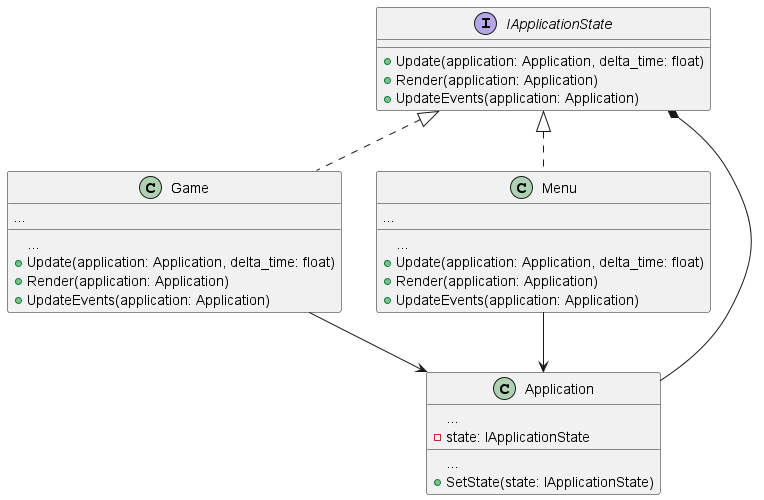 I IApplicationState
Update(application: Application, delta_time: float)
Render(application: Application)
UpdateEvents(application: Application)
C Game
...
...
Update(application: Application, delta_time: float)
Render(application: Application)
UpdateEvents(application: Application)
C Menu
...
...
Update(application: Application, delta_time: float)
Render(application: Application)
UpdateEvents(application: Application)
C Application
...
state: IApplicationState
...
SetState(state: IApplicationState)